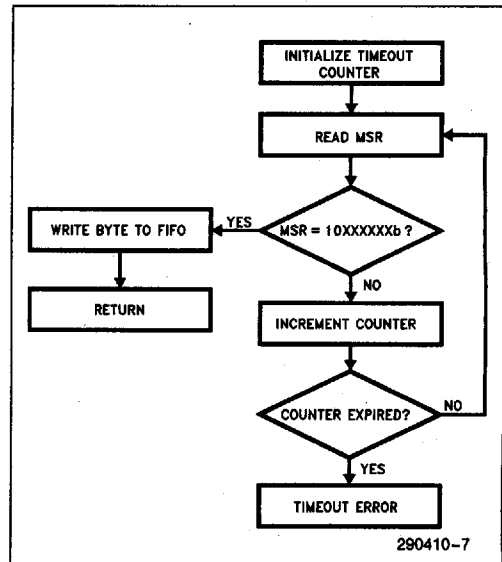 INITIALIZE TIMEOUT
COUNTER
READ MSR
MSR = 10XXXXXXb ?
YES
WRITE BYTE TO FIFO
RETURN
NO
INCREMENT COUNTER
COUNTER EXPIRED?
NO
YES
TIMEOUT ERROR
290410-7